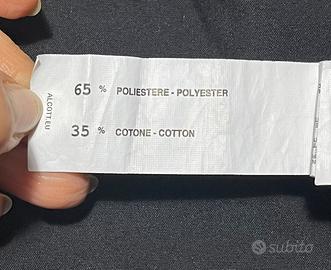 65 % POLIESTERE - POLYESTER
35 % COTONE - COTTON
ALCOTT.EU
subito